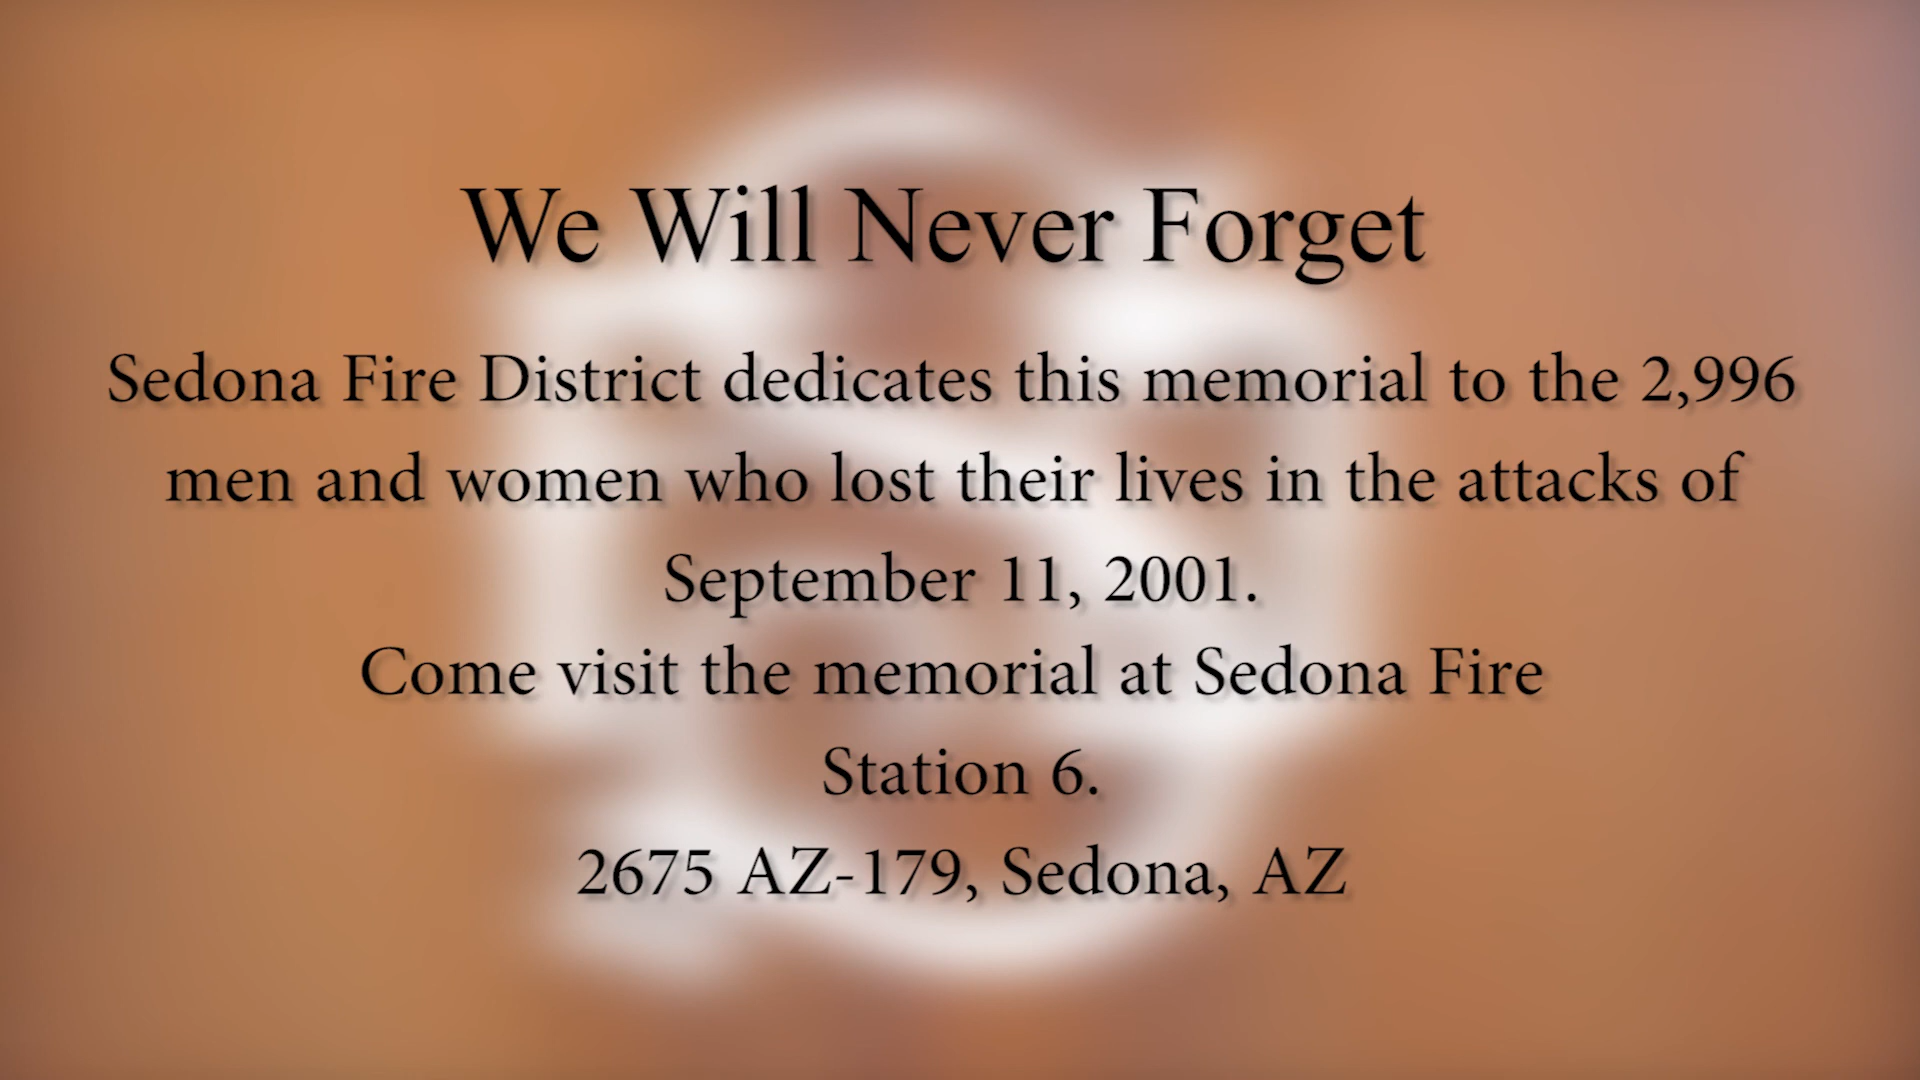 We Will Never Forget
Sedona Fire District dedicates this memorial to the 2,996
men and women who lost their lives in the attacks of
September 11, 2001.
Come visit the memorial at Sedona Fire
Station 6.
2675 AZ-179, Sedona, AZ